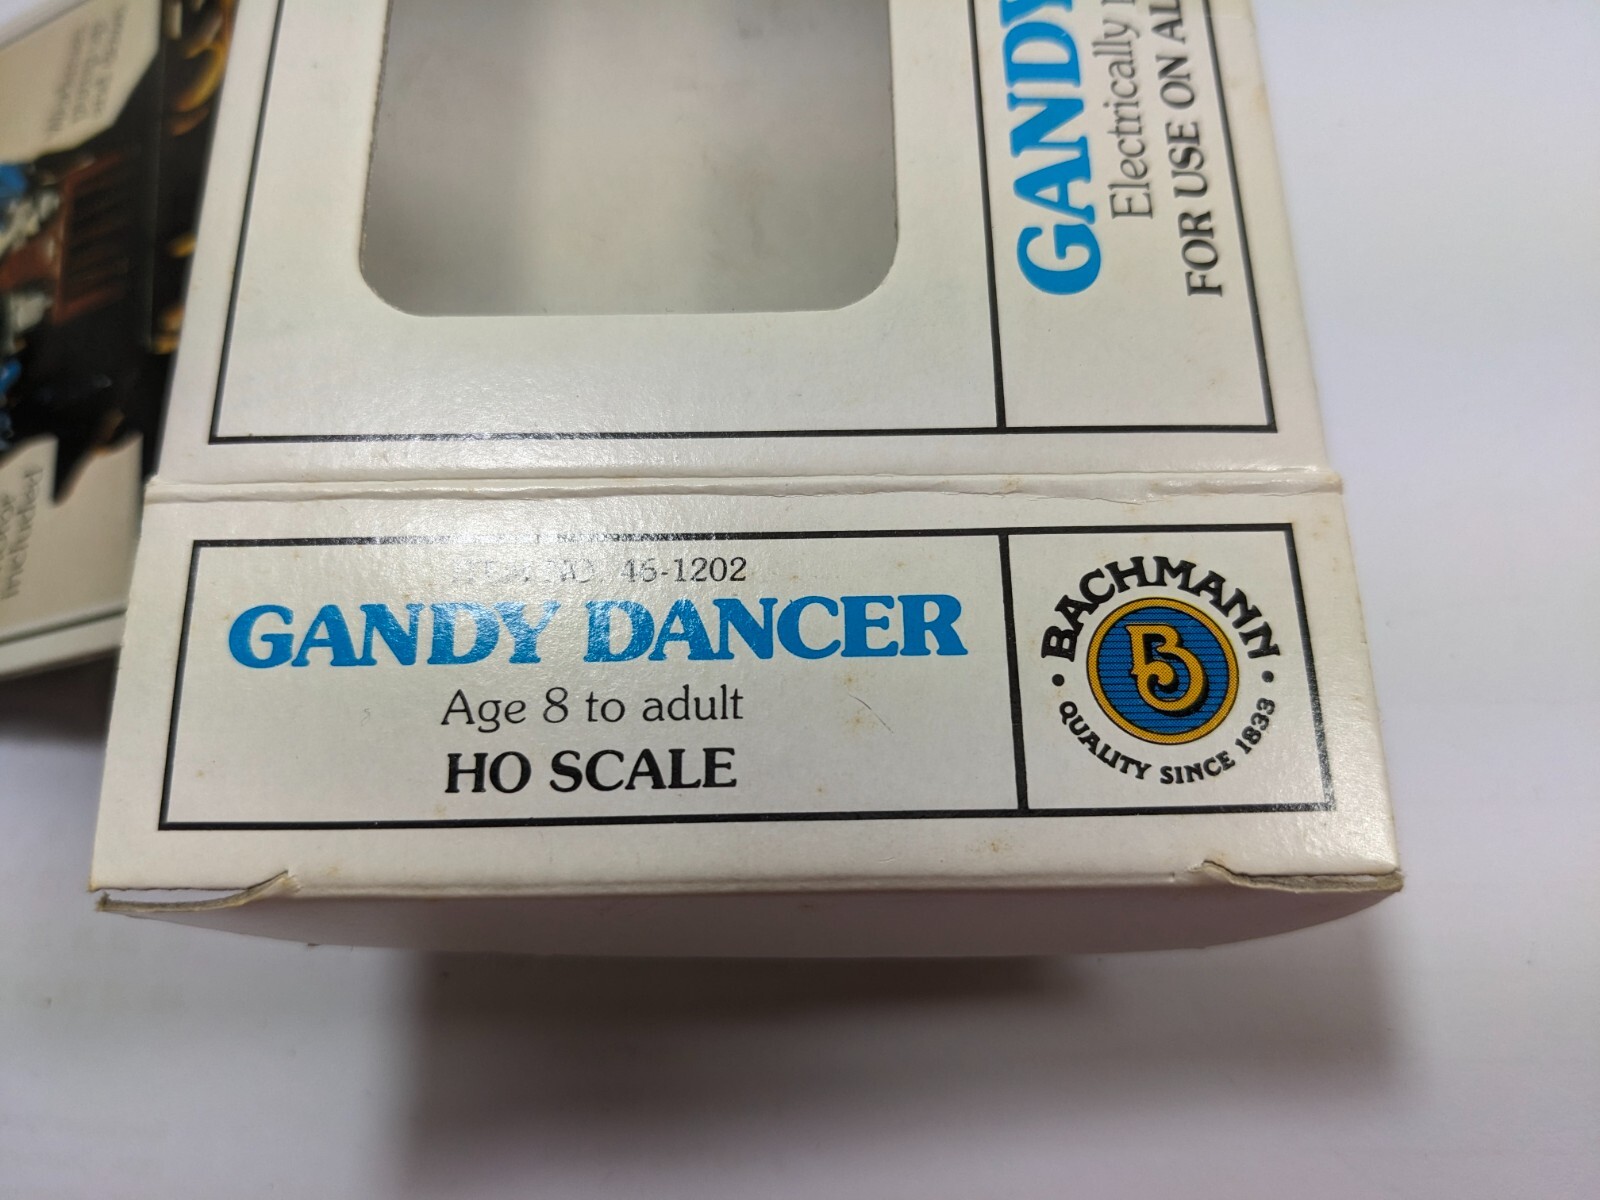 GANDY
Electrically
FOR USE ON AL
46-1202
GANDY DANCER
Age 8 to adult
HO SCALE
BACHMANN
B
• QUALITY SINCE 1833 •
included